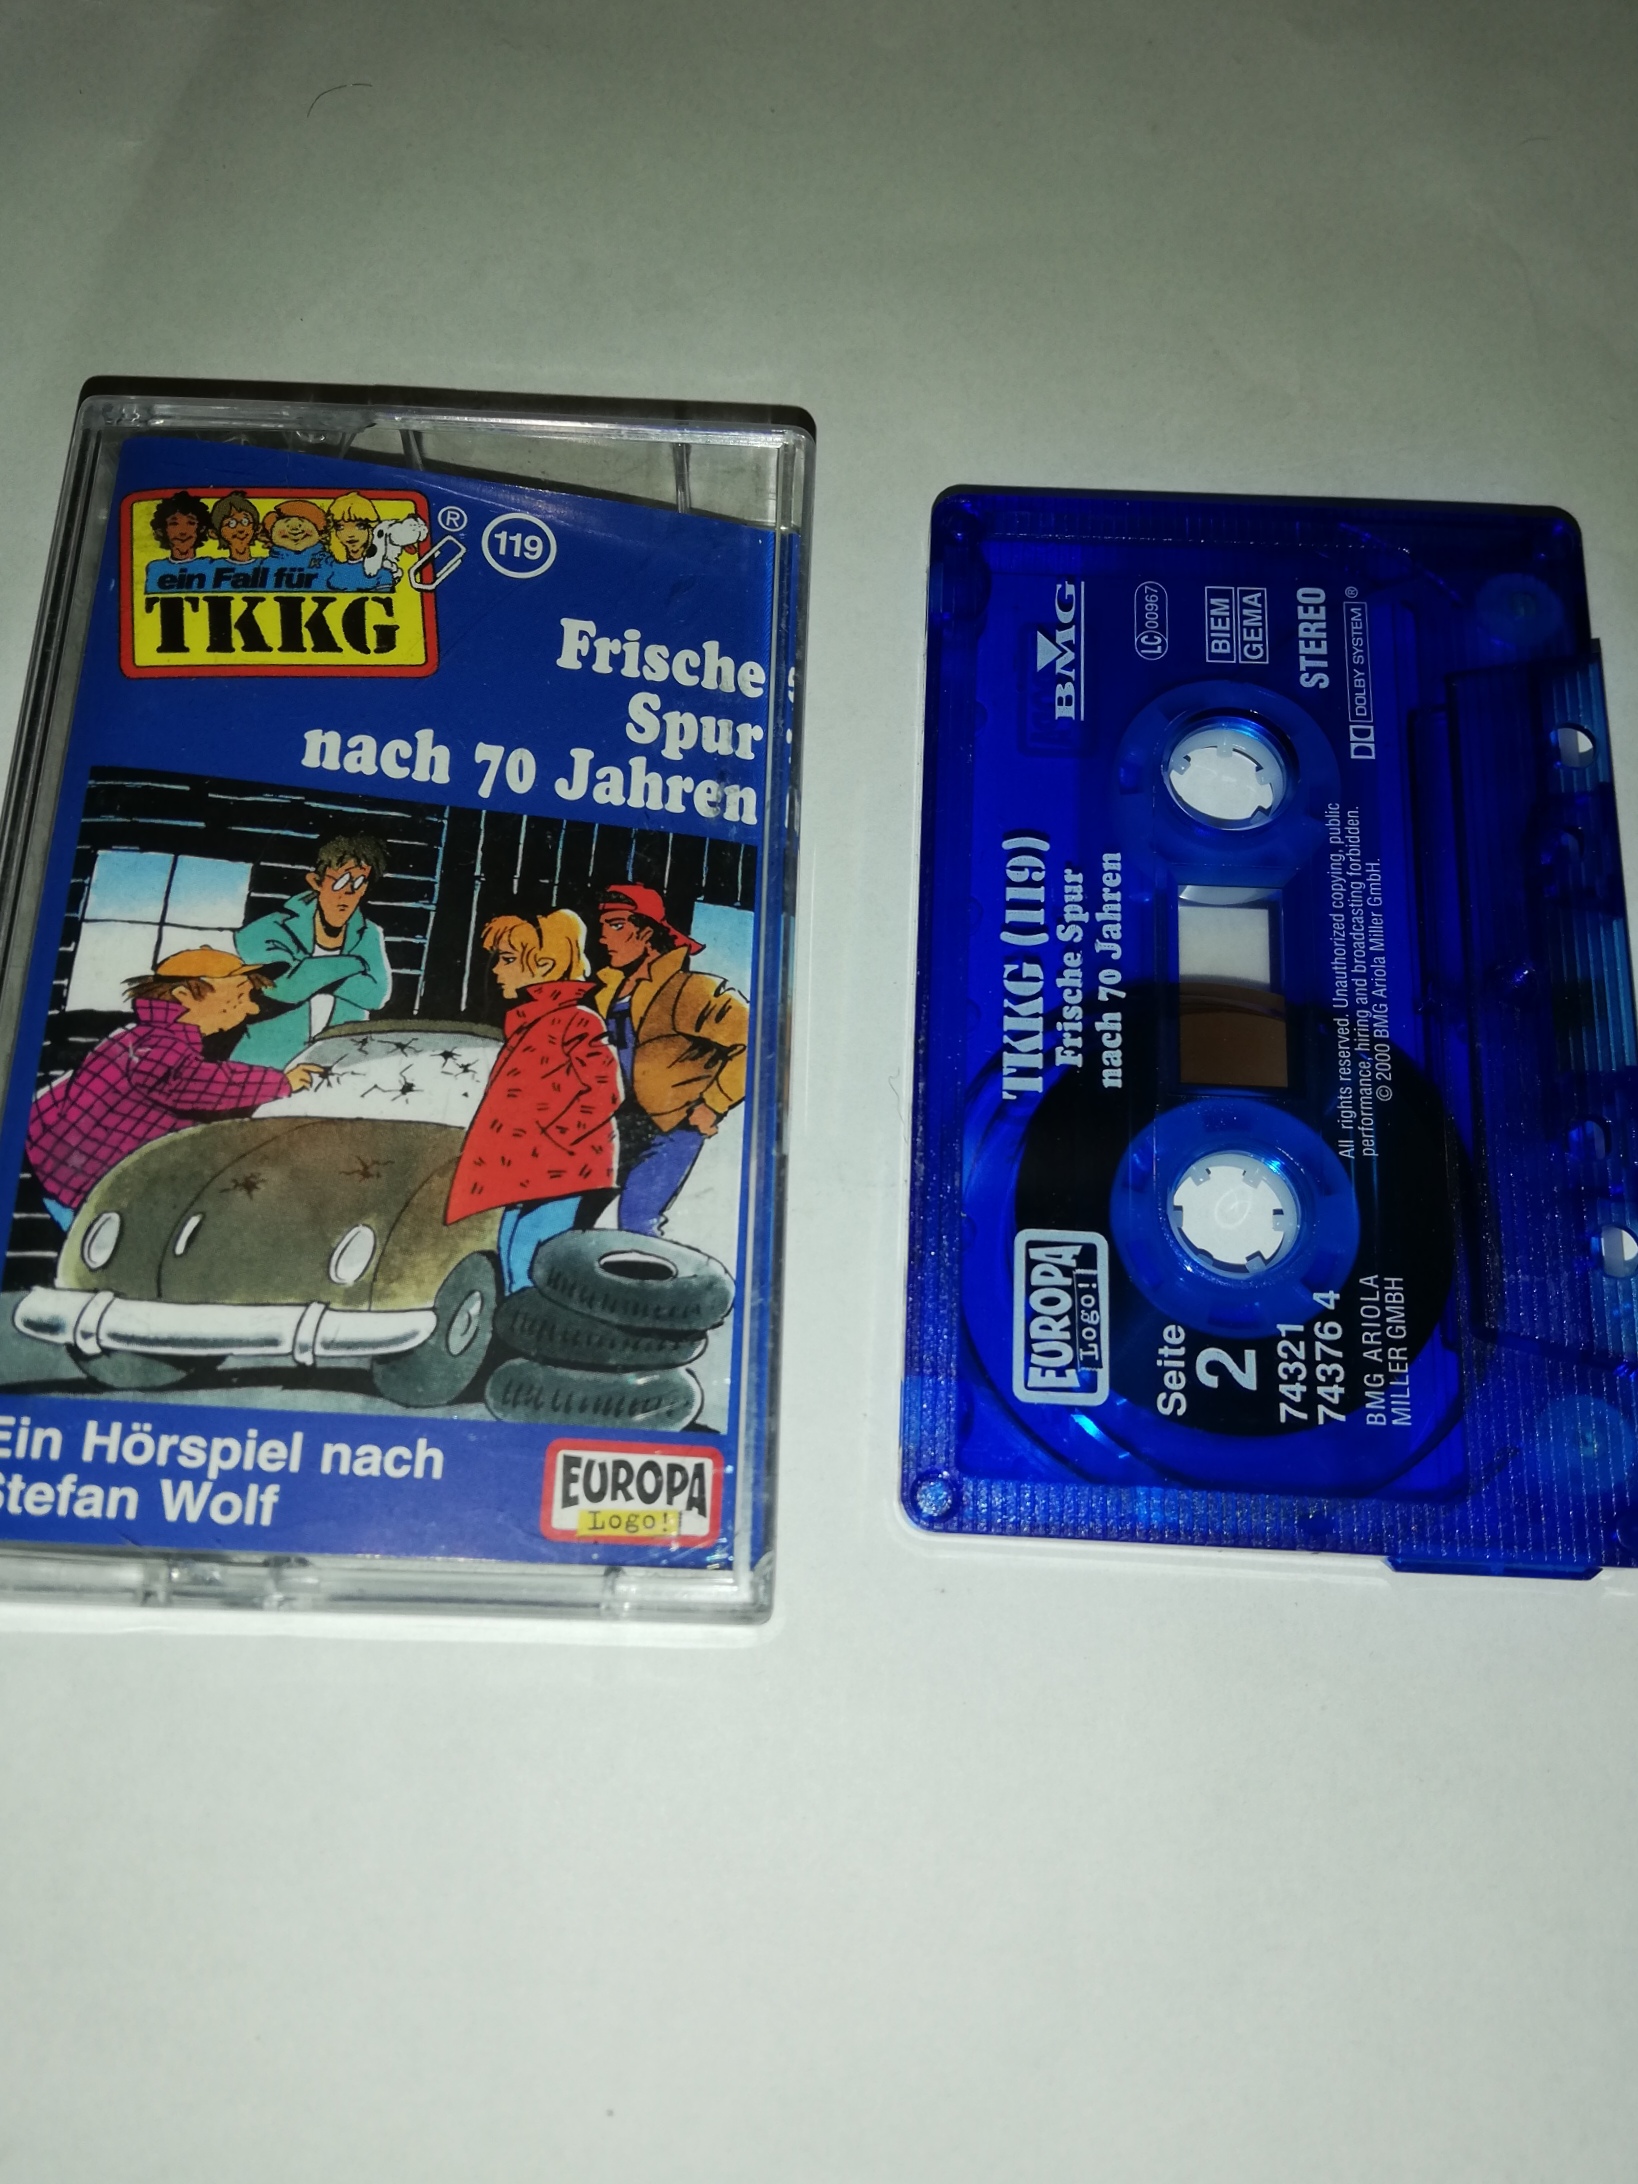 ein Fall für
TKKG
®
119
Frische
Spur
nach 70 Jahren
Ein Hörspiel nach
Stefan Wolf
EUROPA
Logo!
TKKG (119)
Frische Spur
nach 70 Jahren
BMG
LC 00967
BIEM
GEMA
STEREO
DOLBY SYSTEM ®
EUROPA
Logo!
Seite
2
74321
74376 4
BMG ARIOLA
MILLER GMBH
All rights reserved. Unauthorized copying, public
performance, hiring and broadcasting forbidden.
© 2000 BMG Ariola Miller GmbH.